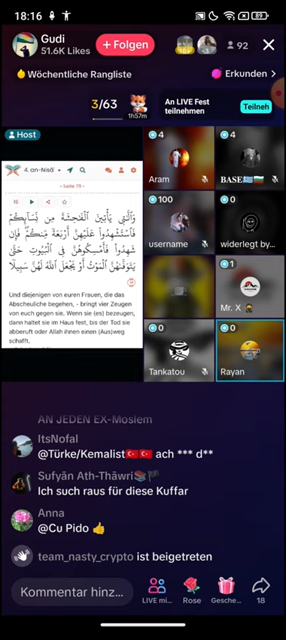 18:16
89
Gudi
51.6K Likes
+ Folgen
92
Wöchentliche Rangliste
Erkunden >
3/63
1h57m
An LIVE Fest
teilnehmen
Teilneh
Host
4. an-Nisāʾ
- Seite 79 -
15
وَٱلَّٰتِى يَأْتِينَ ٱلْفَٰحِشَةَ مِن نِّسَآئِكُمْ
فَٱسْتَشْهِدُوا۟ عَلَيْهِنَّ أَرْبَعَةً مِّنكُمْ ۖ فَإِن
شَهِدُوا۟ فَأَمْسِكُوهُنَّ فِى ٱلْبُيُوتِ حَتَّىٰ
يَتَوَفَّىٰهُنَّ ٱلْمَوْتُ أَوْ يَجْعَلَ ٱللَّهُ لَهُنَّ سَبِيلًا
Und diejenigen von euren Frauen, die das
Abscheuliche begehen, - bringt vier Zeugen
von euch gegen sie. Wenn sie (es) bezeugen,
dann haltet sie im Haus fest, bis der Tod sie
abberuft oder Allah ihnen einen (Aus)weg
schafft,
4
Aram
4
BASE
100
username
0
widerlegt by...
1
Mr. X
0
Tankatou
0
Rayan
AN JEDEN EX-Moslem
ItsNofal
@Türke/Kemalist🇹🇷🇹🇷 ach *** d**
Sufyān Ath-Thāwri
Ich such raus für diese Kuffar
Anna
@Cu Pido 👍
team_nasty_crypto ist beigetreten
Kommentar hinz...
LIVE mi...
Rose
Gesche...
18